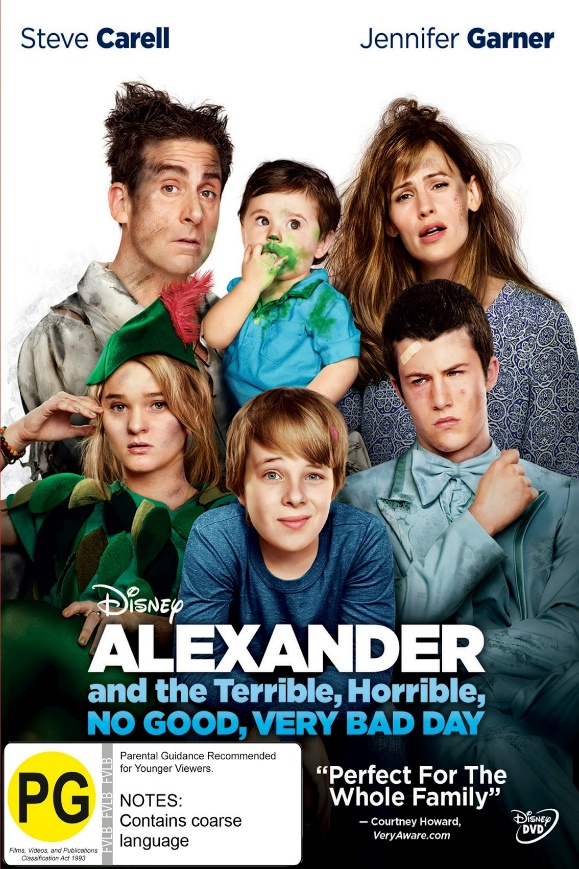 Steve Carell
Jennifer Garner
Disney
ALEXANDER
and the Terrible, Horrible,
NO GOOD, VERY BAD DAY
PG
Films, Videos, and Publications
Classification Act 1993
FVLB FVLB FVLB
Parental Guidance Recommended
for Younger Viewers.
NOTES:
Contains coarse
language
“Perfect For The
Whole Family”
— Courtney Howard,
VeryAware.com
Disney
DVD